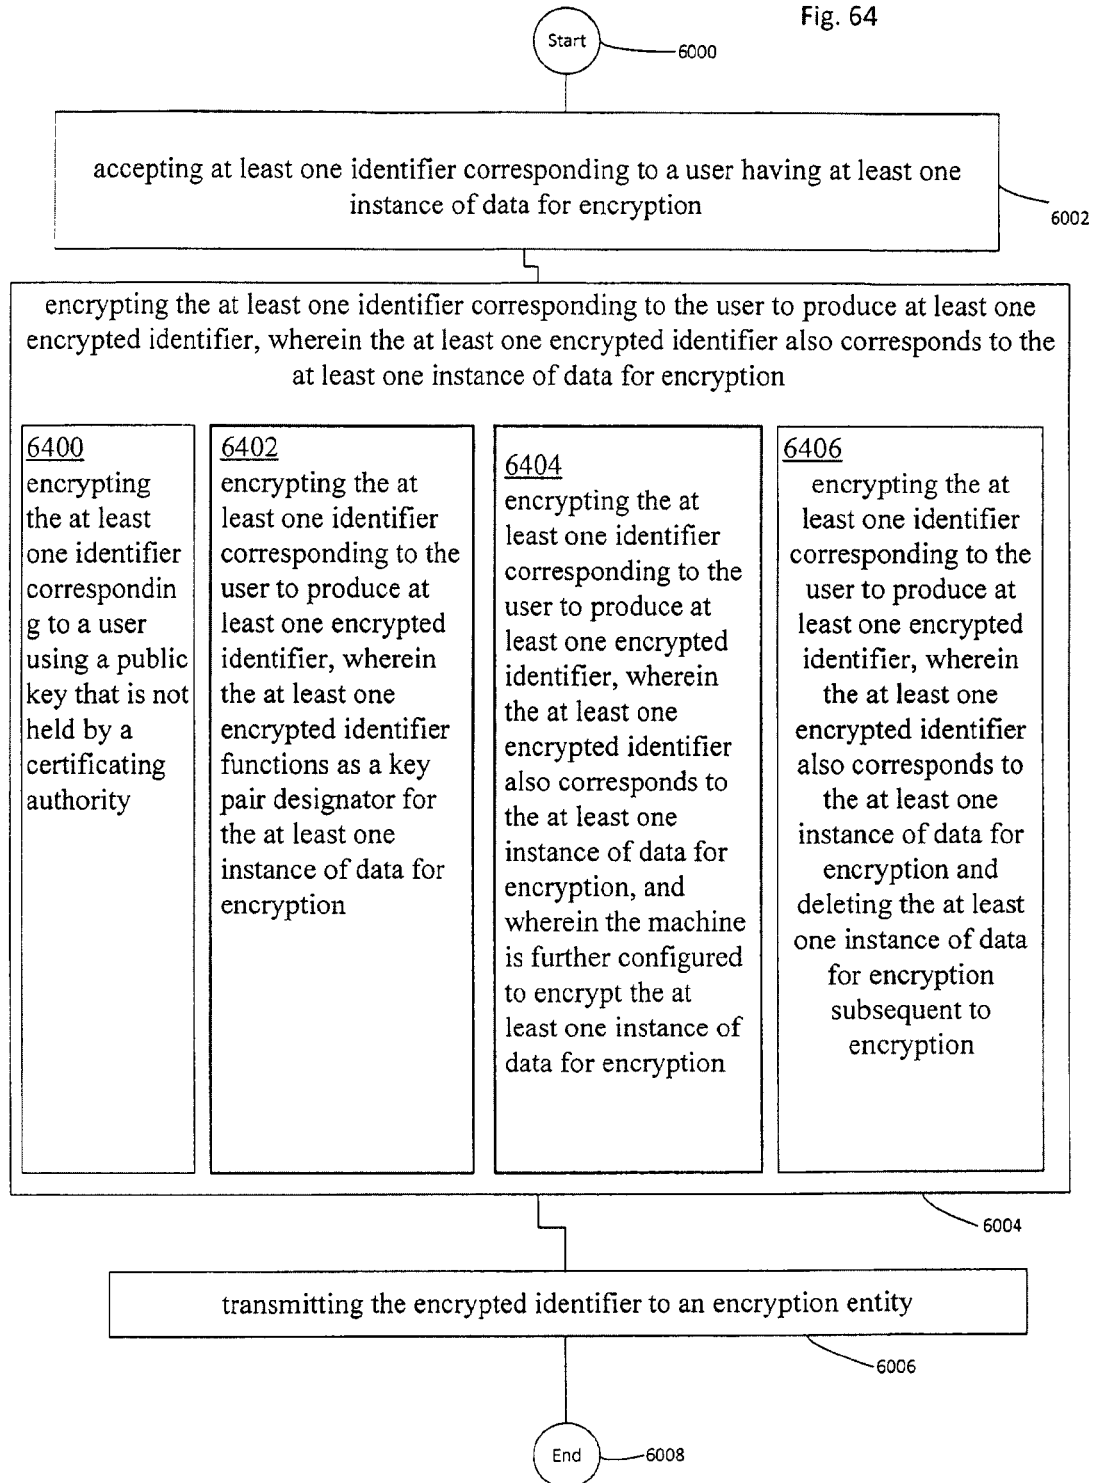 Fig. 64
Start
6000
accepting at least one identifier corresponding to a user having at least one
instance of data for encryption
6002
encrypting the at least one identifier corresponding to the user to produce at least one
encrypted identifier, wherein the at least one encrypted identifier also corresponds to the
at least one instance of data for encryption
6400
encrypting
the at least
one identifier
correspondin
g to a user
using a public
key that is not
held by a
certificating
authority
6402
encrypting the at
least one identifier
corresponding to the
user to produce at
least one encrypted
identifier, wherein
the at least one
encrypted identifier
functions as a key
pair designator for
the at least one
instance of data for
encryption
6404
encrypting the at
least one identifier
corresponding to the
user to produce at
least one encrypted
identifier, wherein
the at least one
encrypted identifier
also corresponds to
the at least one
instance of data for
encryption, and
wherein the machine
is further configured
to encrypt the at
least one instance of
data for encryption
6406
encrypting the at
least one identifier
corresponding to the
user to produce at
least one encrypted
identifier, wherein
the at least one
encrypted identifier
also corresponds to
the at least one
instance of data for
encryption and
deleting the at least
one instance of data
for encryption
subsequent to
encryption
6004
transmitting the encrypted identifier to an encryption entity
6006
End
6008